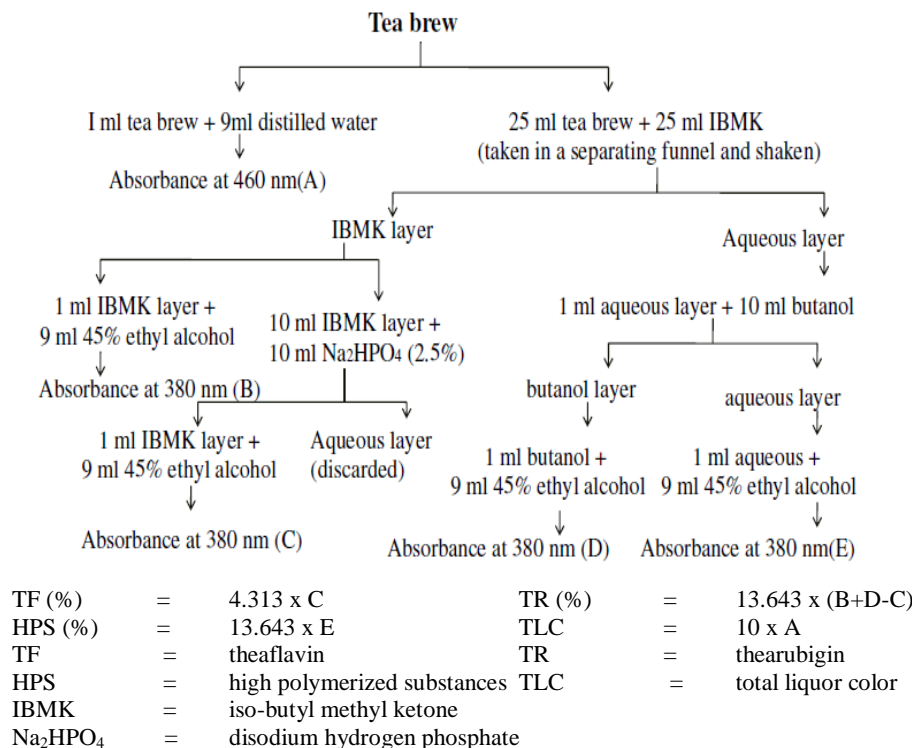 Tea brew
I ml tea brew + 9ml distilled water
Absorbance at 460 nm(A)
25 ml tea brew + 25 ml IBMK
(taken in a separating funnel and shaken)
IBMK layer
Aqueous layer
1 ml IBMK layer +
9 ml 45% ethyl alcohol
Absorbance at 380 nm (B)
10 ml IBMK layer +
10 ml Na₂HPO₄ (2.5%)
1 ml IBMK layer +
9 ml 45% ethyl alcohol
Absorbance at 380 nm (C)
Aqueous layer
(discarded)
1 ml aqueous layer + 10 ml butanol
butanol layer
1 ml butanol +
9 ml 45% ethyl alcohol
Absorbance at 380 nm (D)
aqueous layer
1 ml aqueous +
9 ml 45% ethyl alcohol
Absorbance at 380 nm(E)
TF (%) = 4.313 x C TR (%) = 13.643 x (B+D-C)
HPS (%) = 13.643 x E TLC = 10 x A
TF = theaflavin TR = thearubigin
HPS = high polymerized substances TLC = total liquor color
IBMK = iso-butyl methyl ketone
Na₂HPO₄ = disodium hydrogen phosphate